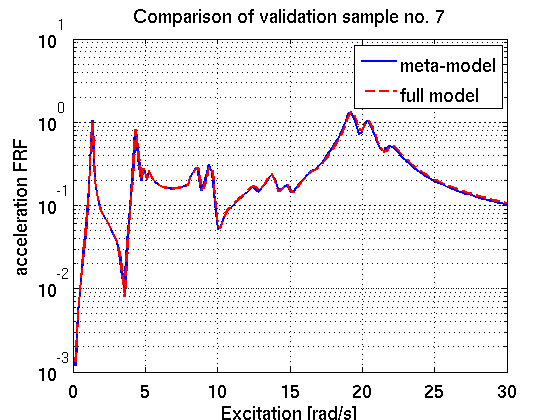 Comparison of validation sample no. 7
10^1
10^0
10^-1
10^-2
10^-3
acceleration FRF
meta-model
full model
0 5 10 15 20 25 30
Excitation [rad/s]